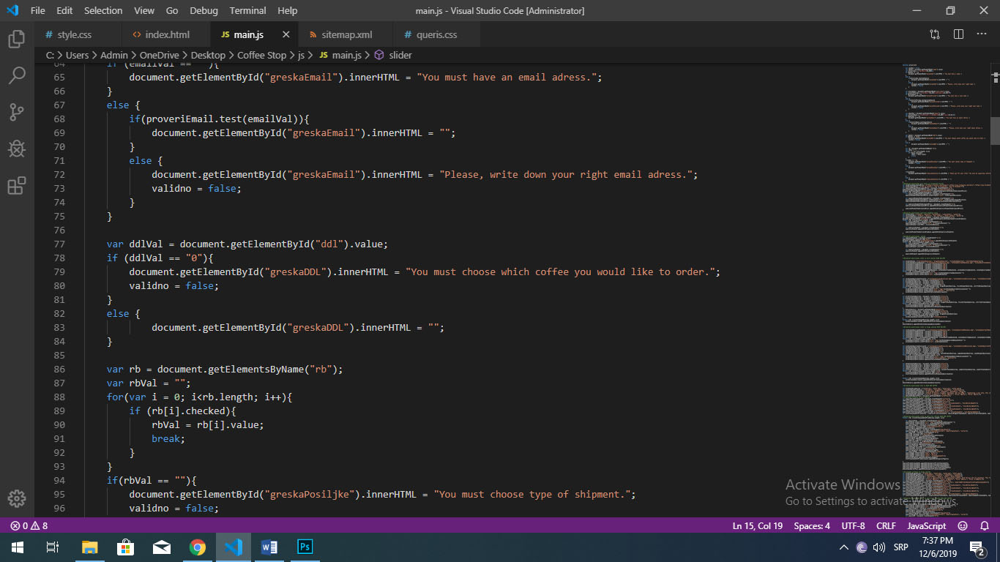 File Edit Selection View Go Debug Terminal Help
main.js - Visual Studio Code [Administrator]
# style.css
<> index.html
JS main.js
sitemap.xml
# queris.css
C: > Users > Admin > OneDrive > Desktop > Coffee Stop > js > JS main.js > slider
64 if (emailVal == ""){
65 document.getElementById("greskaEmail").innerHTML = "You must have an email adress.";
66 }
67 else {
68 if(proveriEmail.test(emailVal)){
69 document.getElementById("greskaEmail").innerHTML = "";
70 }
71 else {
72 document.getElementById("greskaEmail").innerHTML = "Please, write down your right email adress.";
73 validno = false;
74 }
75 }
76
77 var ddlVal = document.getElementById("ddl").value;
78 if (ddlVal == "0"){
79 document.getElementById("greskaDDL").innerHTML = "You must choose which coffee you would like to order.";
80 validno = false;
81 }
82 else {
83 document.getElementById("greskaDDL").innerHTML = "";
84 }
85
86 var rb = document.getElementsByName("rb");
87 var rbVal = "";
88 for(var i = 0; i<rb.length; i++){
89 if (rb[i].checked){
90 rbVal = rb[i].value;
91 break;
92 }
93 }
94 if(rbVal == ""){
95 document.getElementById("greskaPosiljke").innerHTML = "You must choose type of shipment.";
96 validno = false;
Activate Windows
Go to Settings to activate Windows.
0 8
Ln 15, Col 19 Spaces: 4 UTF-8 CRLF JavaScript
W Ps
SRP
7:37 PM
12/6/2019
2